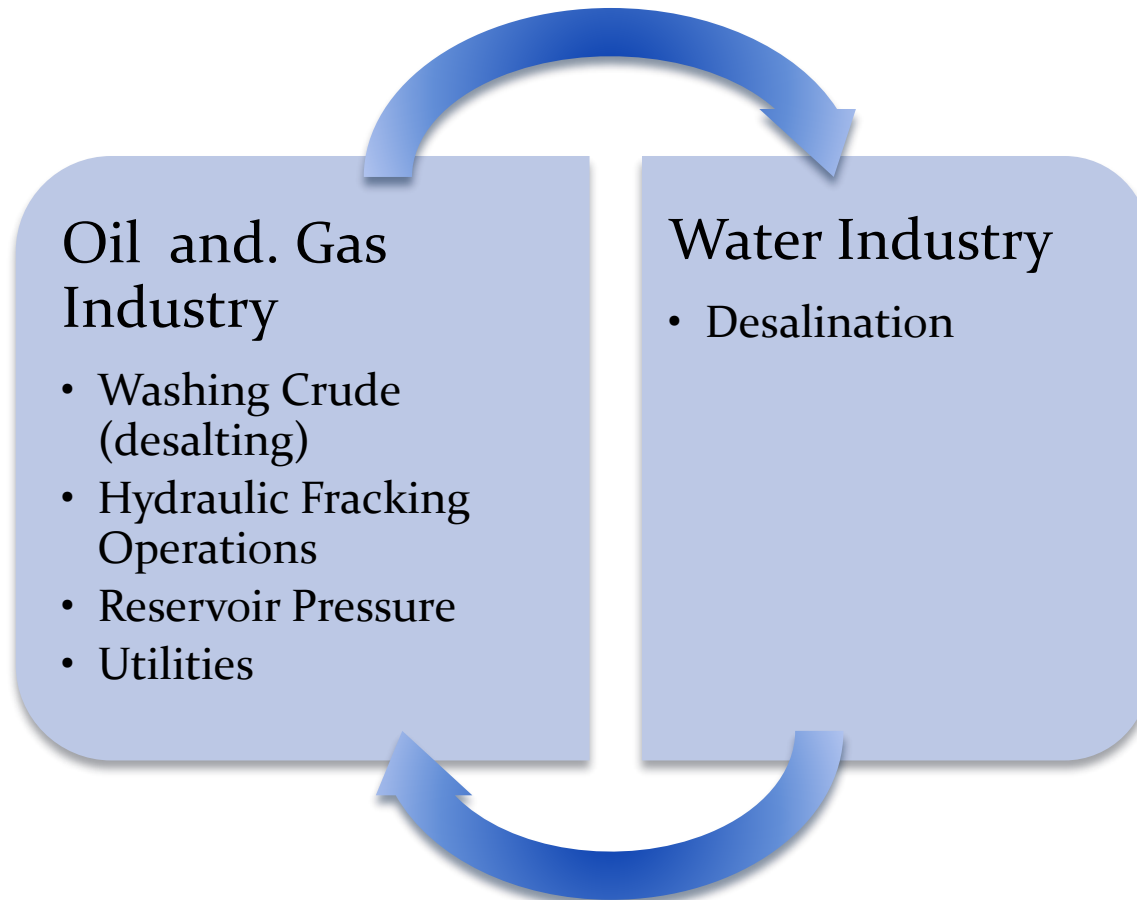 Oil  and. Gas
Industry
• Washing Crude
(desalting)
• Hydraulic Fracking
Operations
• Reservoir Pressure
• Utilities
Water Industry
• Desalination